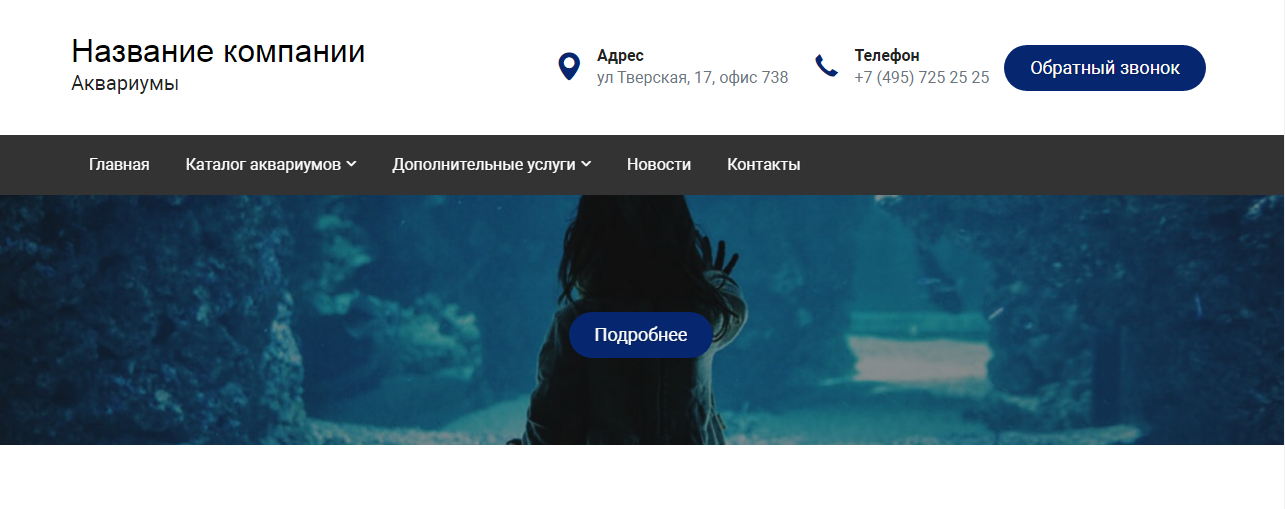 Название компании
Аквариумы
Адрес
ул Тверская, 17, офис 738
Телефон
+7 (495) 725 25 25
Обратный звонок
Главная
Каталог аквариумов
Дополнительные услуги
Новости
Контакты
Подробнее